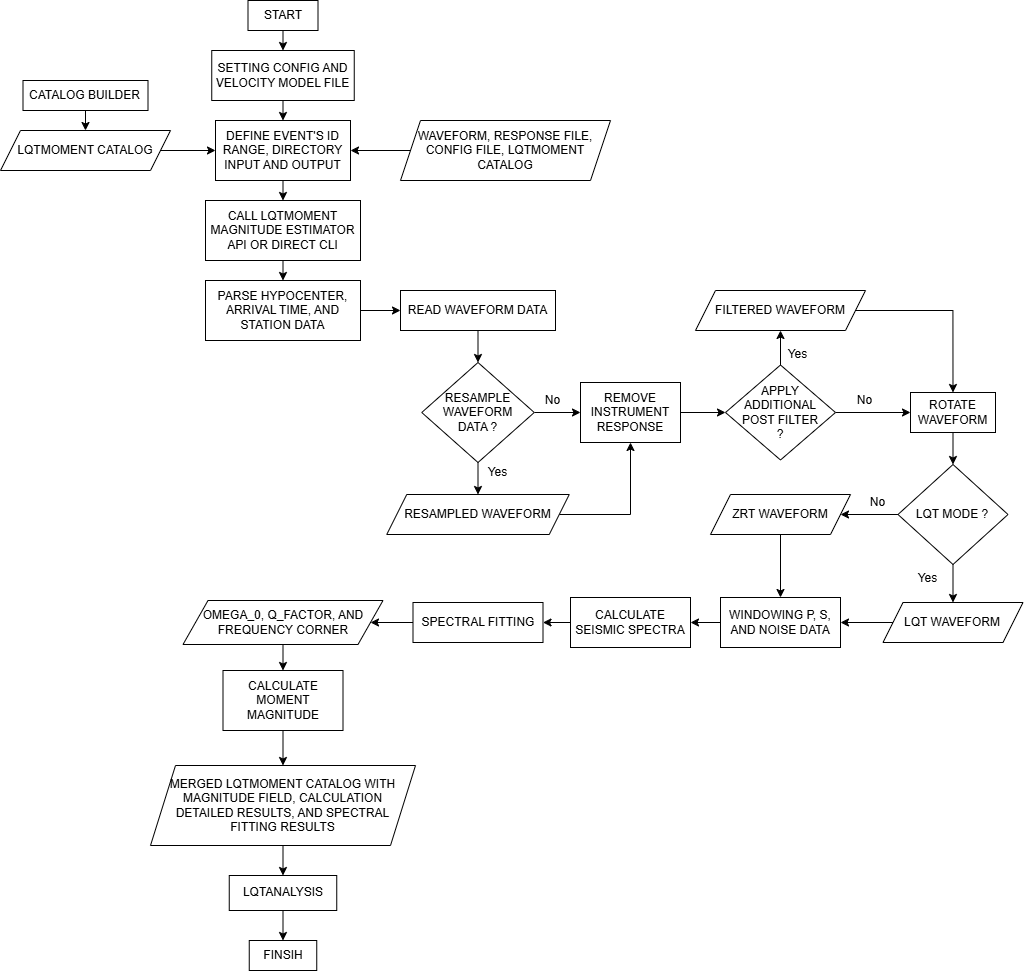 START
SETTING CONFIG AND
VELOCITY MODEL FILE
CATALOG BUILDER
LQTMOMENT CATALOG
DEFINE EVENT'S ID
RANGE, DIRECTORY
INPUT AND OUTPUT
WAVEFORM, RESPONSE FILE,
CONFIG FILE, LQTMOMENT
CATALOG
CALL LQTMOMENT
MAGNITUDE ESTIMATOR
API OR DIRECT CLI
PARSE HYPOCENTER,
ARRIVAL TIME, AND
STATION DATA
READ WAVEFORM DATA
RESAMPLE
WAVEFORM
DATA ?
No
Yes
RESAMPLED WAVEFORM
REMOVE
INSTRUMENT
RESPONSE
FILTERED WAVEFORM
Yes
APPLY
ADDITIONAL
POST FILTER
?
No
ROTATE
WAVEFORM
LQT MODE ?
No
ZRT WAVEFORM
Yes
LQT WAVEFORM
WINDOWING P, S,
AND NOISE DATA
CALCULATE
SEISMIC SPECTRA
SPECTRAL FITTING
OMEGA_0, Q_FACTOR, AND
FREQUENCY CORNER
CALCULATE
MOMENT
MAGNITUDE
MERGED LQTMOMENT CATALOG WITH
MAGNITUDE FIELD, CALCULATION
DETAILED RESULTS, AND SPECTRAL
FITTING RESULTS
LQTANALYSIS
FINSIH